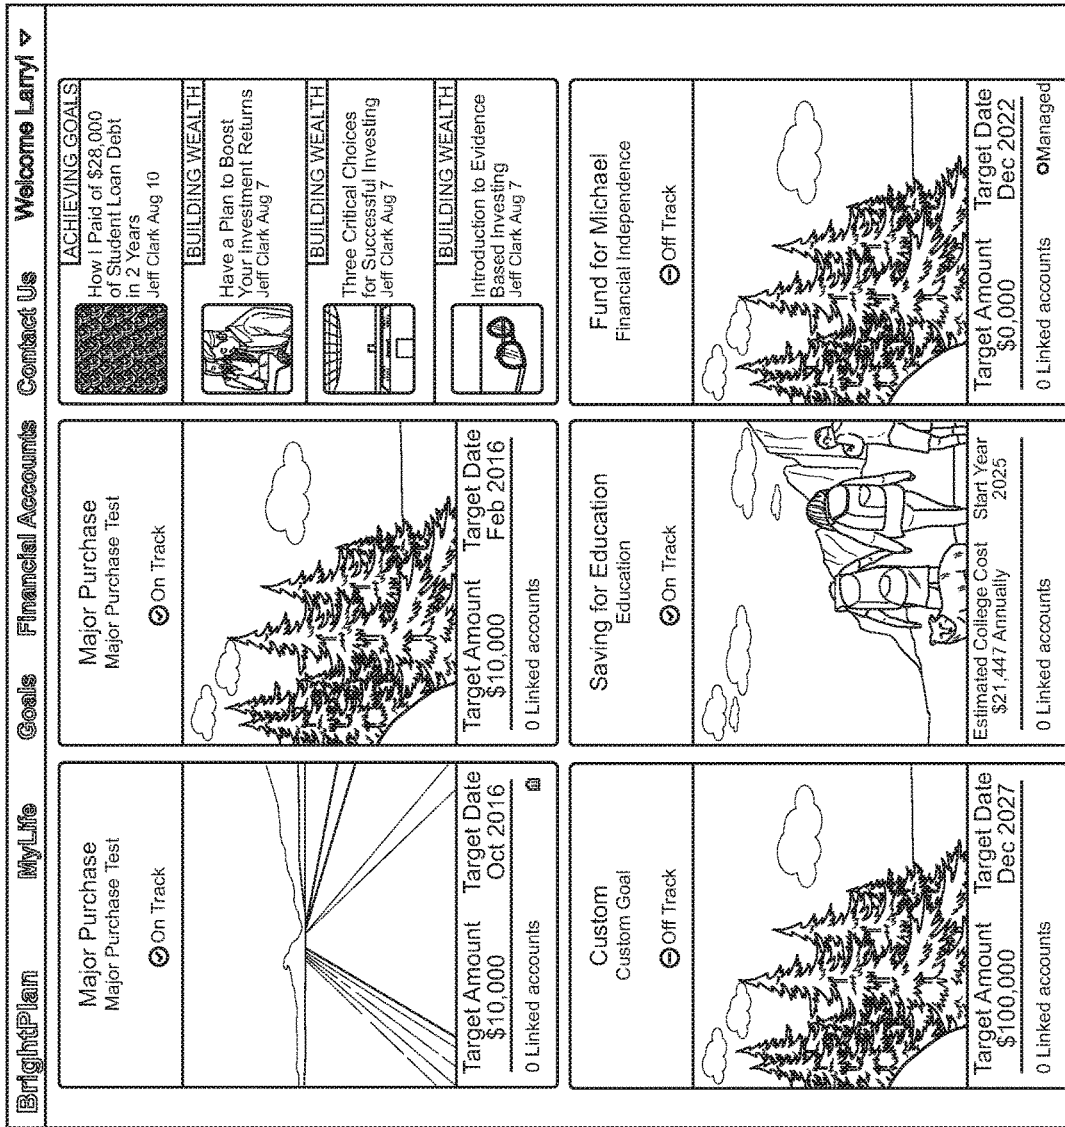 BrightPlan MyLife Goals Financial Accounts Contact Us Welcome Larry! ▽
Major Purchase
Major Purchase Test
On Track
Target Amount Target Date
$10,000 Oct 2016
0 Linked accounts
Major Purchase
Major Purchase Test
On Track
Target Amount Target Date
$10,000 Feb 2016
0 Linked accounts
ACHIEVING GOALS
How I Paid of $28,000
of Student Loan Debt
in 2 Years
Jeff Clark Aug 10
BUILDING WEALTH
Have a Plan to Boost
Your Investment Returns
Jeff Clark Aug 7
BUILDING WEALTH
Three Critical Choices
for Successful Investing
Jeff Clark Aug 7
BUILDING WEALTH
Introduction to Evidence
Based Investing
Jeff Clark Aug 7
Custom
Custom Goal
Off Track
Target Amount Target Date
$100,000 Dec 2027
0 Linked accounts
Saving for Education
Education
On Track
Estimated College Cost Start Year
$21,447 Annually 2025
0 Linked accounts
Fund for Michael
Financial Independence
Off Track
Target Amount Target Date
$0,000 Dec 2022
0 Linked accounts Managed